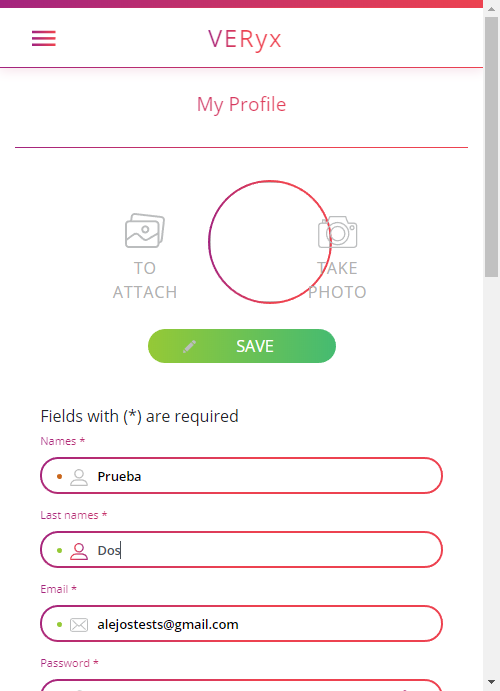 VERyx
My Profile
TO
ATTACH
TAKE
PHOTO
SAVE
Fields with (*) are required
Names *
Prueba
Last names *
Dos
Email *
alejostests@gmail.com
Password *